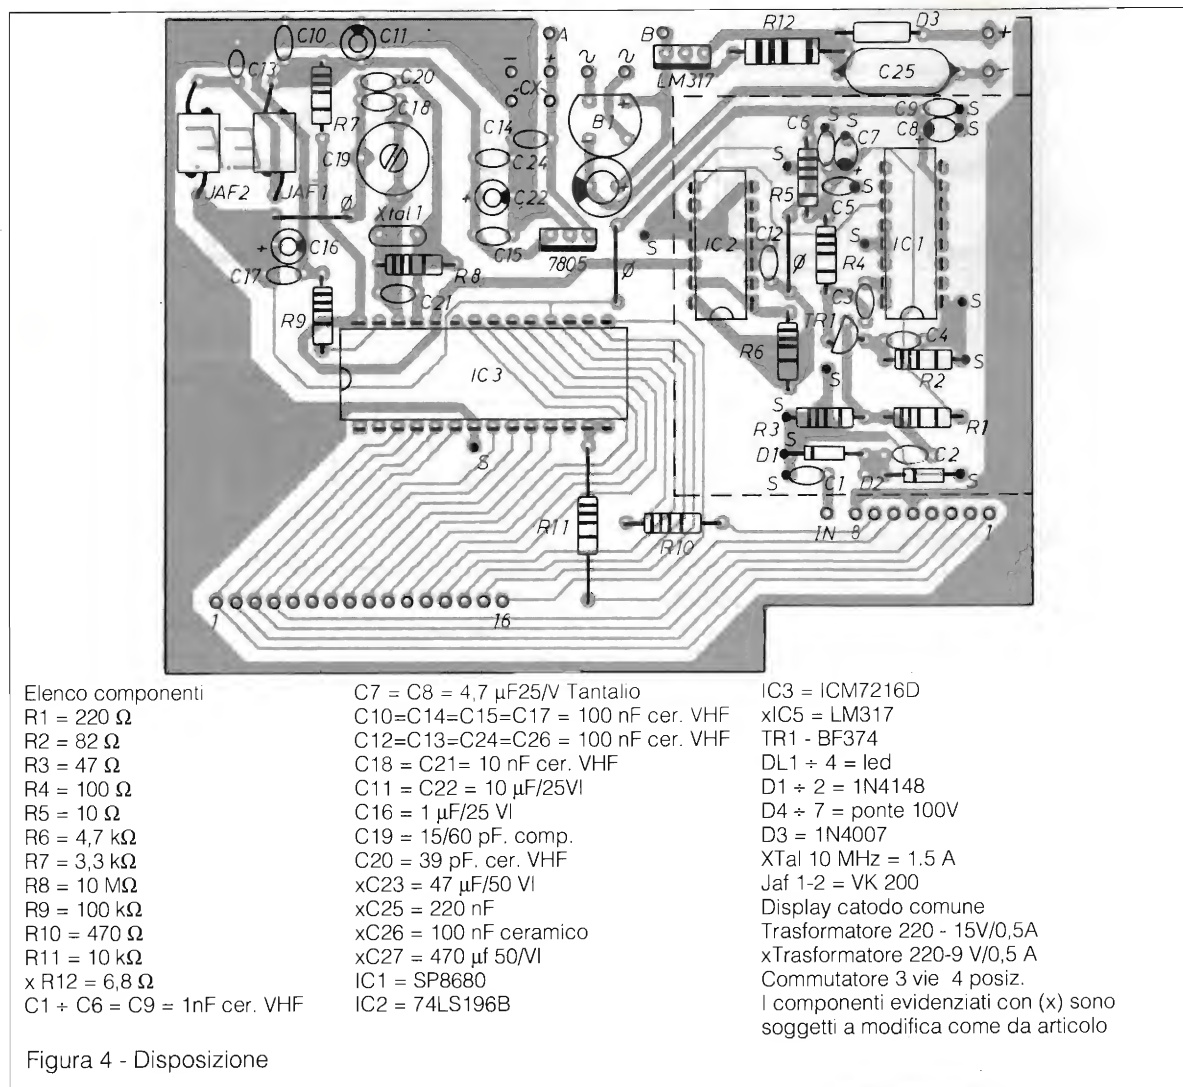 C10
C11
A
B
R12
D3
+
C13
C20
-
+
~
~
LM317
C25
-
CX
C18
R7
C14
B1
C9
S
C6
S
S
C7
C8
S
C19
C24
S
JAF2
JAF1
Ø
C22
+
R5
+
C5
S
+
Xtal 1
+
C16
C15
7805
Ø
S
IC2
C12
Ø
R4
S
IC1
C17
R8
C21
C3
S
R9
TR1
C4
IC3
R6
R2
S
S
S
R3
R1
S
D1
C2
S
S
C1
D2
S
R11
R10
IN
8
1
1
16
Elenco componenti
R1 = 220 Ω
R2 = 82 Ω
R3 = 47 Ω
R4 = 100 Ω
R5 = 10 Ω
R6 = 4,7 kΩ
R7 = 3,3 kΩ
R8 = 10 MΩ
R9 = 100 kΩ
R10 = 470 Ω
R11 = 10 kΩ
x R12 = 6,8 Ω
C1 ÷ C6 = C9 = 1nF cer. VHF
C7 = C8 = 4,7 µF25/V Tantalio
C10=C14=C15=C17 = 100 nF cer. VHF
C12=C13=C24=C26 = 100 nF cer. VHF
C18 = C21= 10 nF cer. VHF
C11 = C22 = 10 µF/25Vl
C16 = 1 µF/25 Vl
C19 = 15/60 pF. comp.
C20 = 39 pF. cer. VHF
xC23 = 47 µF/50 Vl
xC25 = 220 nF
xC26 = 100 nF ceramico
xC27 = 470 µf 50/Vl
IC1 = SP8680
IC2 = 74LS196B
IC3 = ICM7216D
xIC5 = LM317
TR1 - BF374
DL1 ÷ 4 = led
D1 ÷ 2 = 1N4148
D4 ÷ 7 = ponte 100V
D3 = 1N4007
XTal 10 MHz = 1.5 A
Jaf 1-2 = VK 200
Display catodo comune
Trasformatore 220 - 15V/0,5A
xTrasformatore 220-9 V/0,5 A
Commutatore 3 vie 4 posiz.
I componenti evidenziati con (x) sono
soggetti a modifica come da articolo
Figura 4 - Disposizione